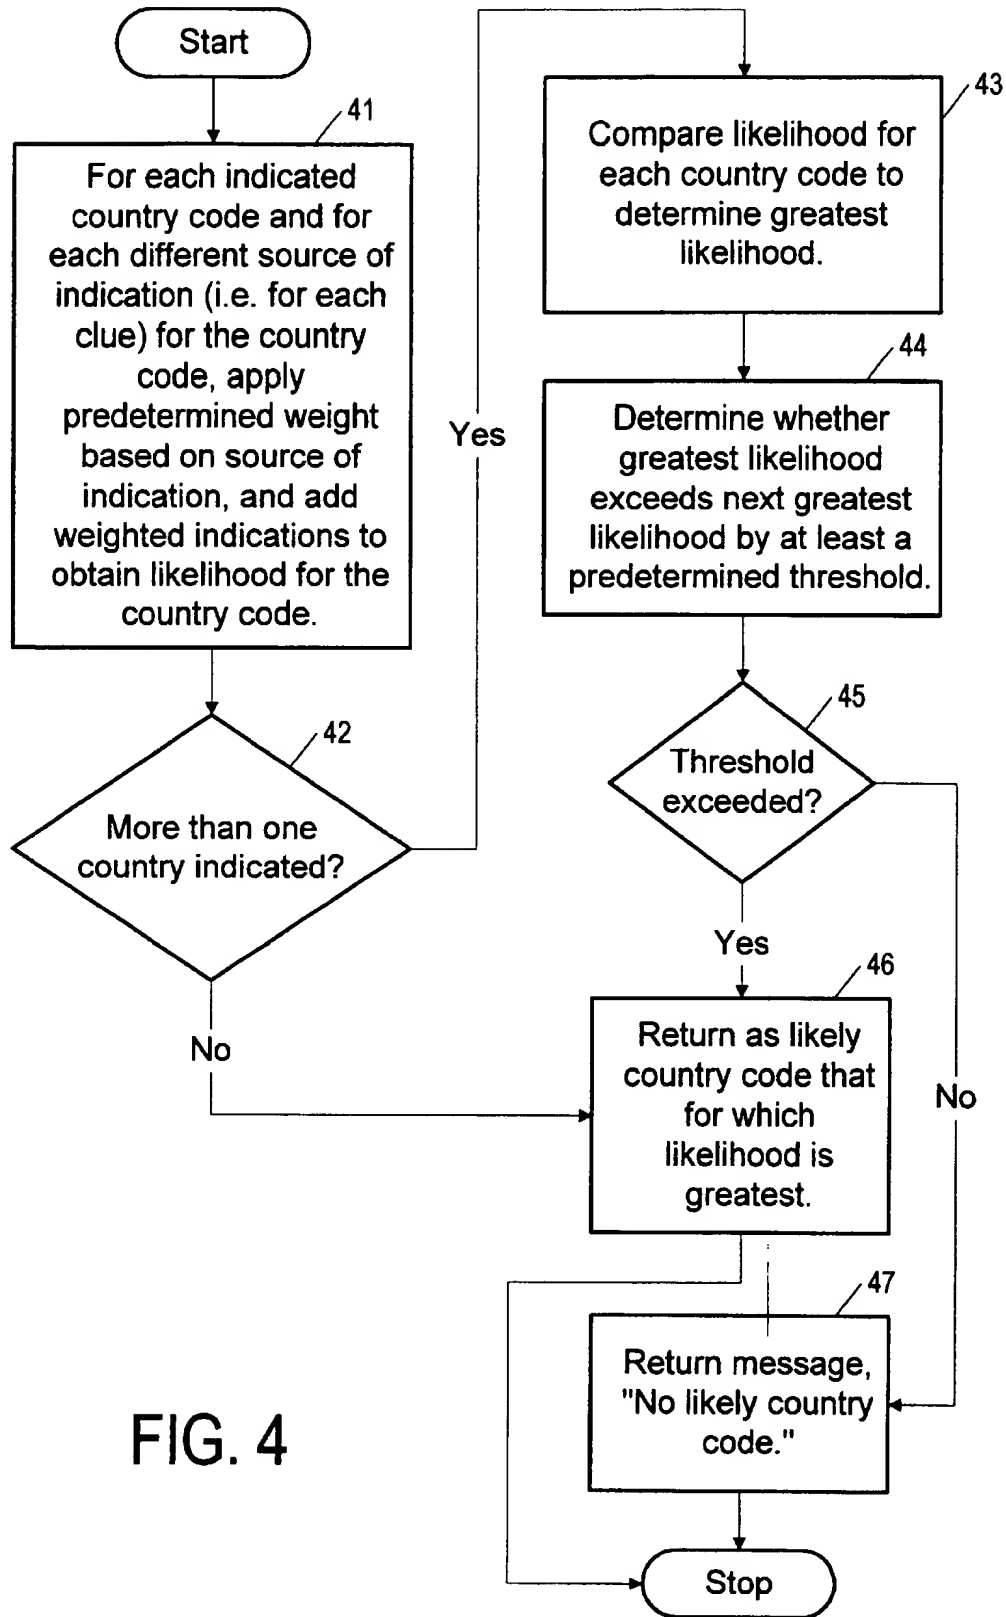 Start
41
For each indicated
country code and for
each different source of
indication (i.e. for each
clue) for the country
code, apply
predetermined weight
based on source of
indication, and add
weighted indications to
obtain likelihood for the
country code.
42
More than one
country indicated?
Yes
No
43
Compare likelihood for
each country code to
determine greatest
likelihood.
44
Determine whether
greatest likelihood
exceeds next greatest
likelihood by at least a
predetermined threshold.
45
Threshold
exceeded?
Yes
No
46
Return as likely
country code that
for which
likelihood is
greatest.
47
Return message,
"No likely country
code."
Stop
FIG. 4